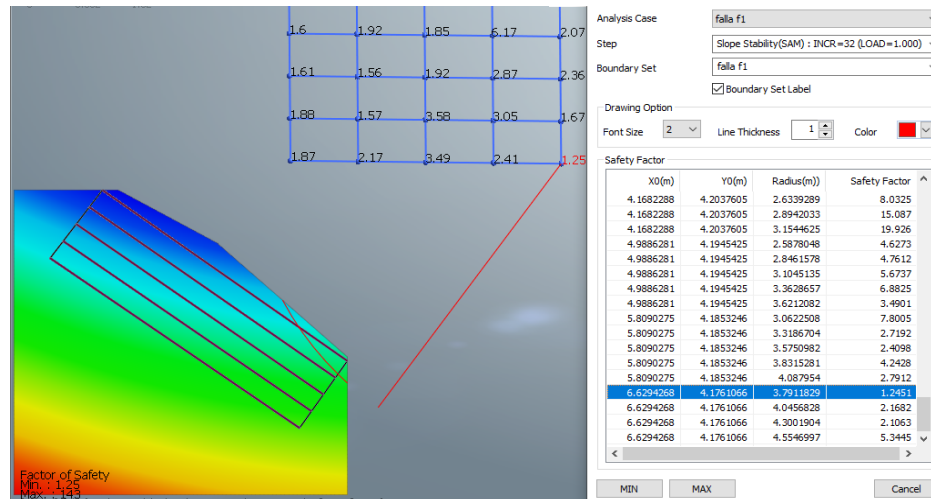 1.6 1.92 1.85 6.17 2.07
1.61 1.56 1.92 2.87 2.36
1.88 1.57 3.58 3.05 1.67
1.87 2.17 3.49 2.41 1.25
Factor of Safety
Min. : 1.25
Max. : 143
Analysis Case falla f1
Step Slope Stability(SAM) : INCR=32 (LOAD=1.000)
Boundary Set falla f1
Boundary Set Label
Drawing Option
Font Size 2 Line Thickness 1 Color
Safety Factor
X0(m) Y0(m) Radius(m)) Safety Factor
4.1682288 4.2037605 2.6339289 8.0325
4.1682288 4.2037605 2.8942033 15.087
4.1682288 4.2037605 3.1544625 19.926
4.9886281 4.1945425 2.5878048 4.6273
4.9886281 4.1945425 2.8461578 4.7612
4.9886281 4.1945425 3.1045135 5.6737
4.9886281 4.1945425 3.3628657 6.8825
4.9886281 4.1945425 3.6212082 3.4901
5.8090275 4.1853246 3.0622508 7.8005
5.8090275 4.1853246 3.3186704 2.7192
5.8090275 4.1853246 3.5750982 2.4098
5.8090275 4.1853246 3.8315281 4.2428
5.8090275 4.1853246 4.087954 2.7912
6.6294268 4.1761066 3.7911829 1.2451
6.6294268 4.1761066 4.0456828 2.1682
6.6294268 4.1761066 4.3001904 2.1063
6.6294268 4.1761066 4.5546997 5.3445
MIN MAX Cancel